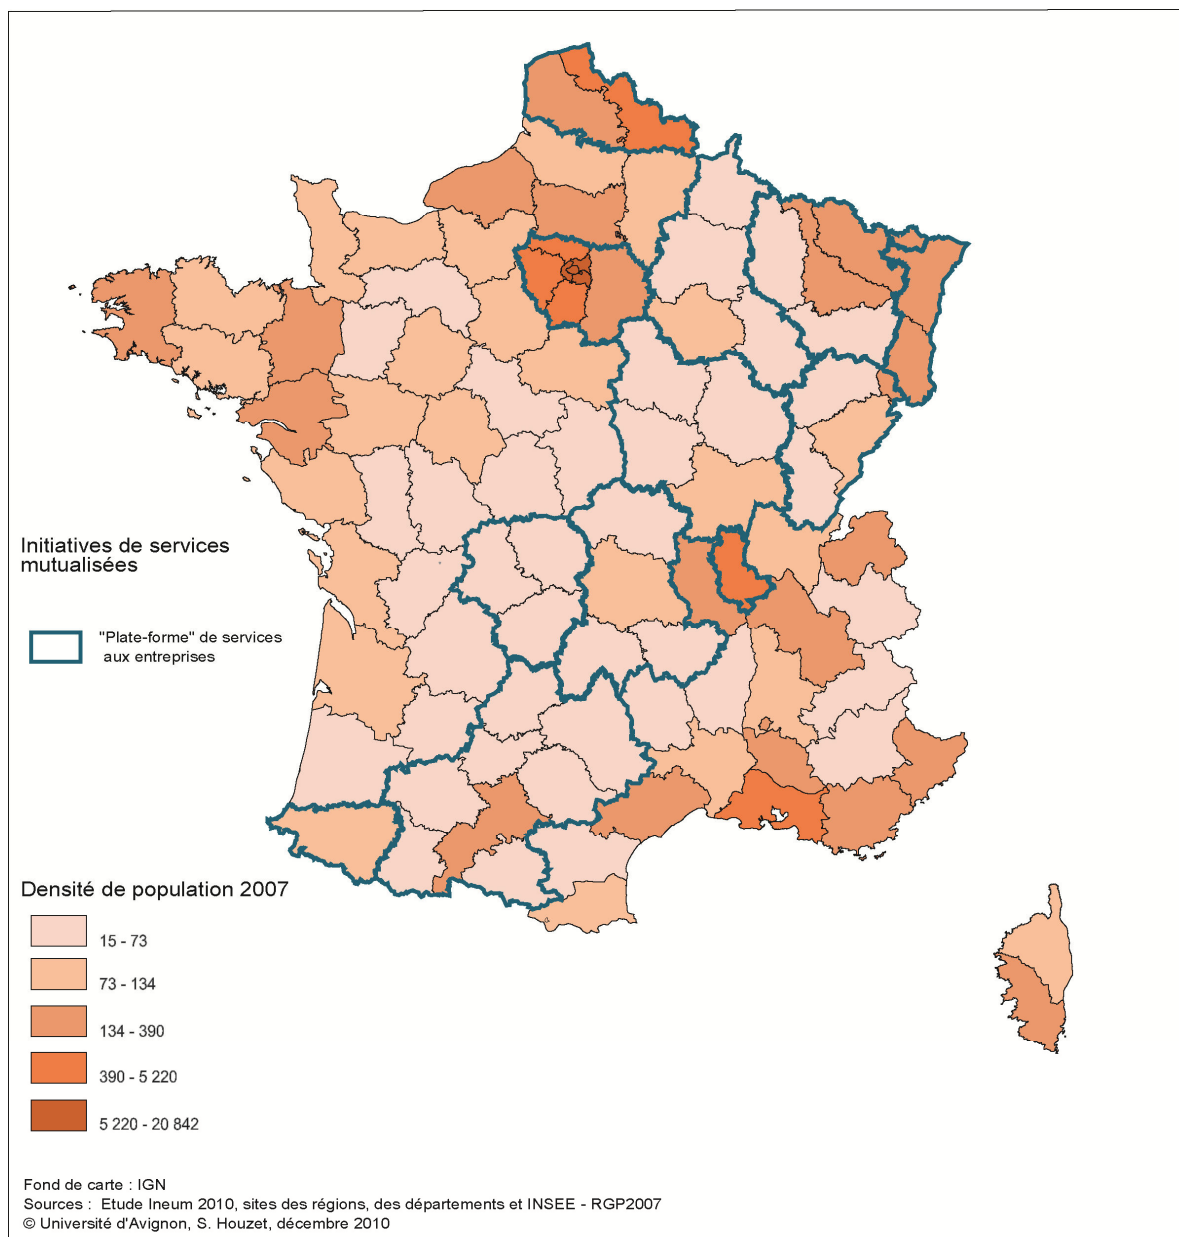 Initiatives de services
mutualisées
"Plate-forme" de services
aux entreprises
Densité de population 2007
15 - 73
73 - 134
134 - 390
390 - 5 220
5 220 - 20 842
Fond de carte : IGN
Sources : Etude Ineum 2010, sites des régions, des départements et INSEE - RGP2007
© Université d'Avignon, S. Houzet, décembre 2010